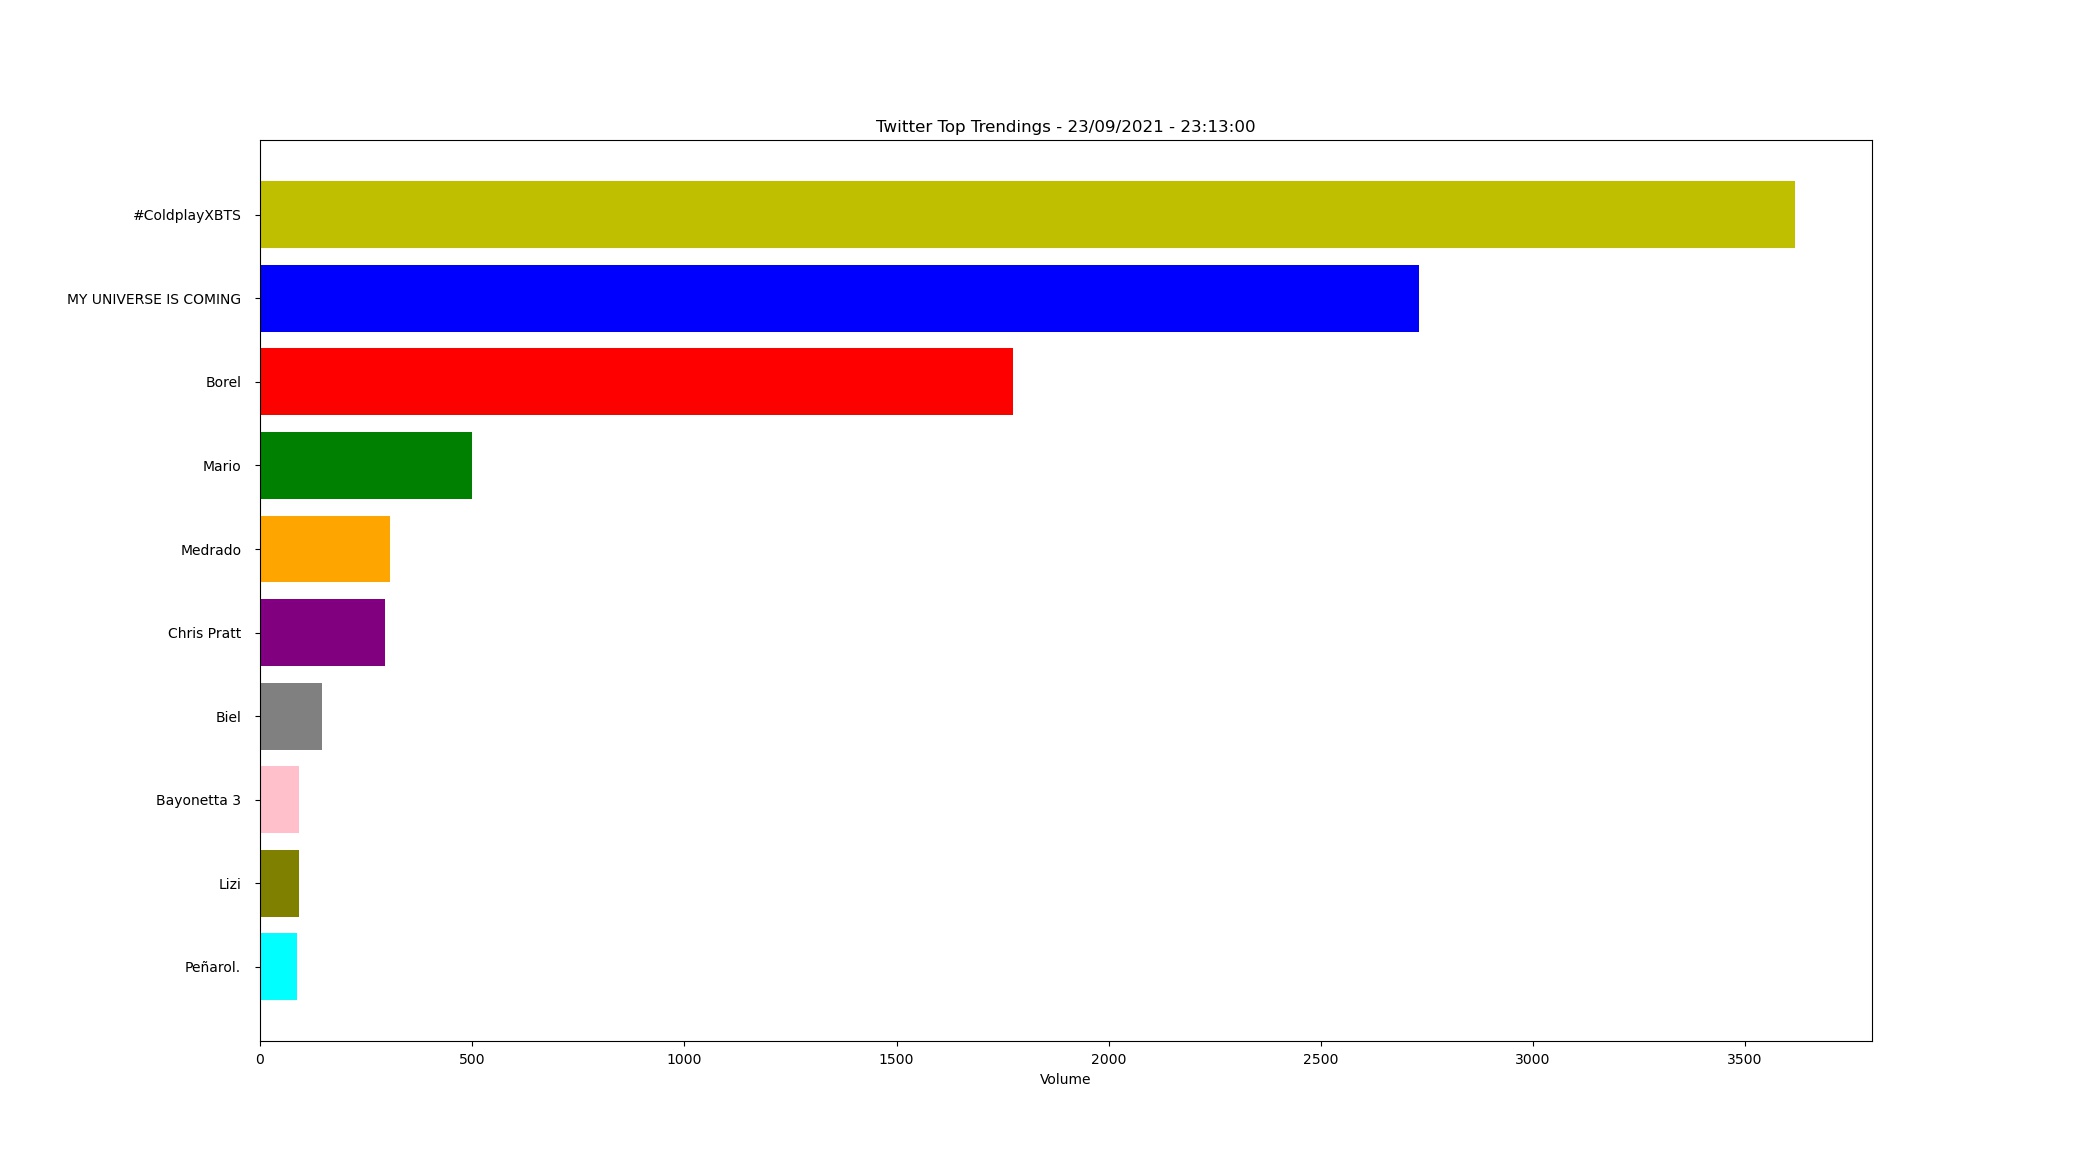 Twitter Top Trendings - 23/09/2021 - 23:13:00
#ColdplayXBTS
MY UNIVERSE IS COMING
Borel
Mario
Medrado
Chris Pratt
Biel
Bayonetta 3
Lizi
Peñarol.
0 500 1000 1500 2000 2500 3000 3500
Volume